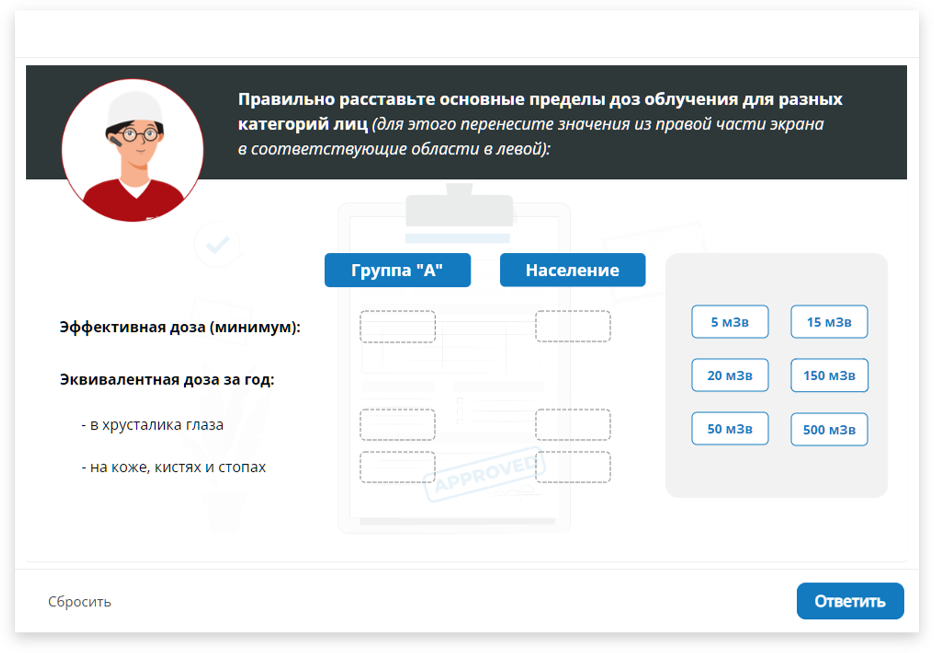 Правильно расставьте основные пределы доз облучения для разных
категорий лиц (для этого перенесите значения из правой части экрана
в соответствующие области в левой):
Группа "А" Население
Эффективная доза (минимум):
Эквивалентная доза за год:
- в хрусталика глаза
- на коже, кистях и стопах
5 мЗв 15 мЗв
20 мЗв 150 мЗв
50 мЗв 500 мЗв
APPROVED
Сбросить
Ответить